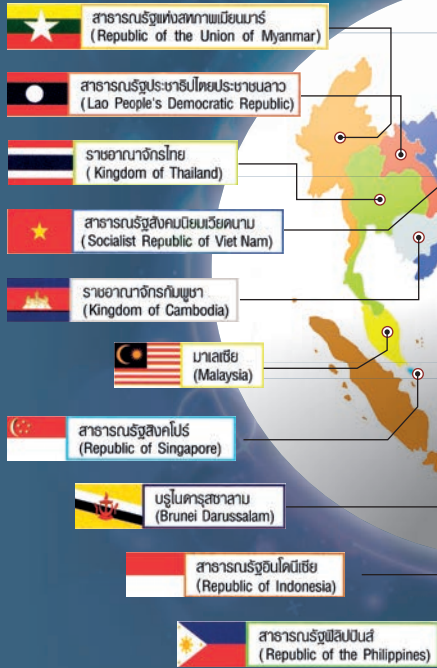 สาธารณรัฐแห่งสหภาพเมียนมาร์
(Republic of the Union of Myanmar)
สาธารณรัฐประชาธิปไตยประชาชนลาว
(Lao People's Democratic Republic)
ราชอาณาจักรไทย
( Kingdom of Thailand)
สาธารณรัฐสังคมนิยมเวียดนาม
(Socialist Republic of Viet Nam)
ราชอาณาจักรกัมพูชา
(Kingdom of Cambodia)
มาเลเซีย
(Malaysia)
สาธารณรัฐสิงคโปร์
(Republic of Singapore)
บรูไนดารุสซาลาม
(Brunei Darussalam)
สาธารณรัฐอินโดนีเซีย
(Republic of Indonesia)
สาธารณรัฐฟิลิปปินส์
(Republic of the Philippines)